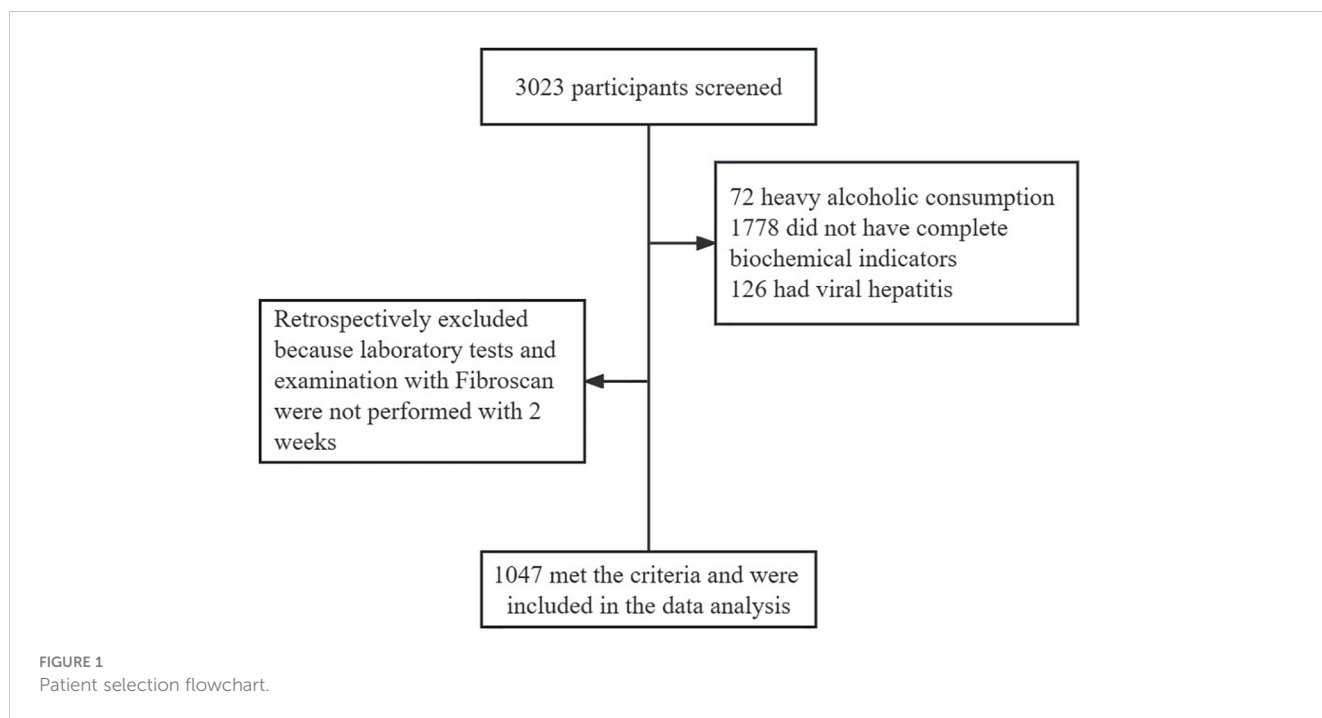 3023 participants screened
72 heavy alcoholic consumption
1778 did not have complete
biochemical indicators
126 had viral hepatitis
Retrospectively excluded
because laboratory tests and
examination with Fibroscan
were not performed with 2
weeks
1047 met the criteria and were
included in the data analysis
FIGURE 1
Patient selection flowchart.